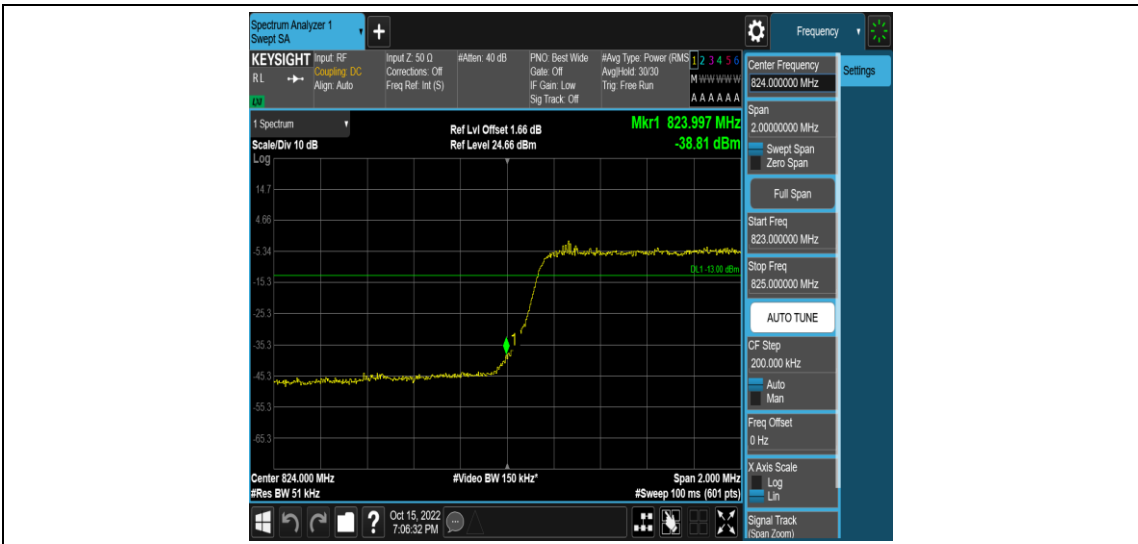 Spectrum Analyzer 1
Swept SA
+
Frequency
KEYSIGHT
RL
LXI
Input: RF
Coupling: DC
Align: Auto
Input Z: 50 Ω
Corrections: Off
Freq Ref: Int (S)
#Atten: 40 dB
PNO: Best Wide
Gate: Off
IF Gain: Low
Sig Track: Off
#Avg Type: Power (RMS
Avg|Hold: 30/30
Trig: Free Run
1 2 3 4 5 6
M W W W W W
A A A A A A
1 Spectrum
Scale/Div 10 dB
Ref Lvl Offset 1.66 dB
Ref Level 24.66 dBm
Mkr1 823.997 MHz
-38.81 dBm
Log
14.7
4.66
-5.34
DL1 -13.00 dBm
-15.3
-25.3
1
-35.3
-45.3
-55.3
-65.3
Center 824.000 MHz
#Video BW 150 kHz*
Span 2.000 MHz
#Res BW 51 kHz
#Sweep 100 ms (601 pts)
?
Oct 15, 2022
7:06:32 PM
Center Frequency
824.000000 MHz
Settings
Span
2.00000000 MHz
Swept Span
Zero Span
Full Span
Start Freq
823.000000 MHz
Stop Freq
825.000000 MHz
AUTO TUNE
CF Step
200.000 kHz
Auto
Man
Freq Offset
0 Hz
X Axis Scale
Log
Lin
Signal Track
(Span Zoom)